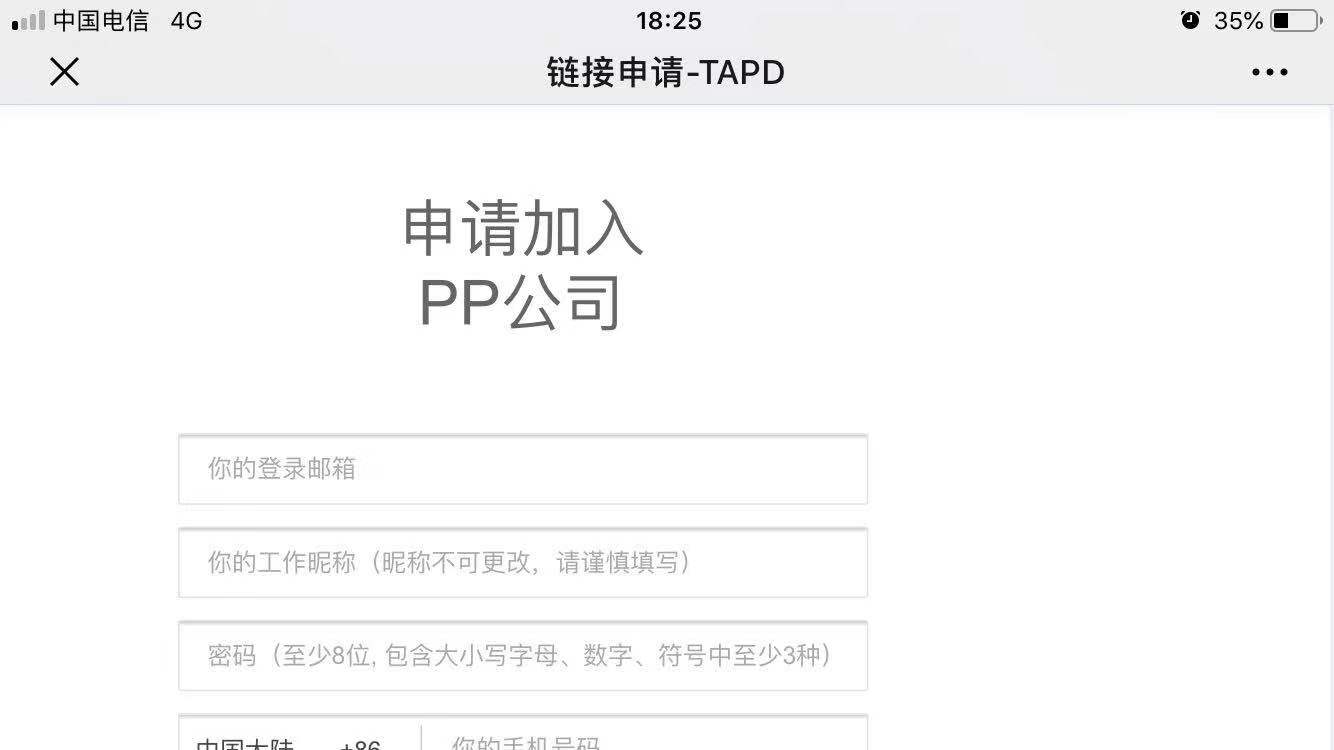 中国电信 4G 18:25 35%
链接申请-TAPD
申请加入
PP公司
你的登录邮箱
你的工作昵称（昵称不可更改，请谨慎填写）
密码（至少8位, 包含大小写字母、数字、符号中至少3种）
中国大陆 +86 你的手机号码